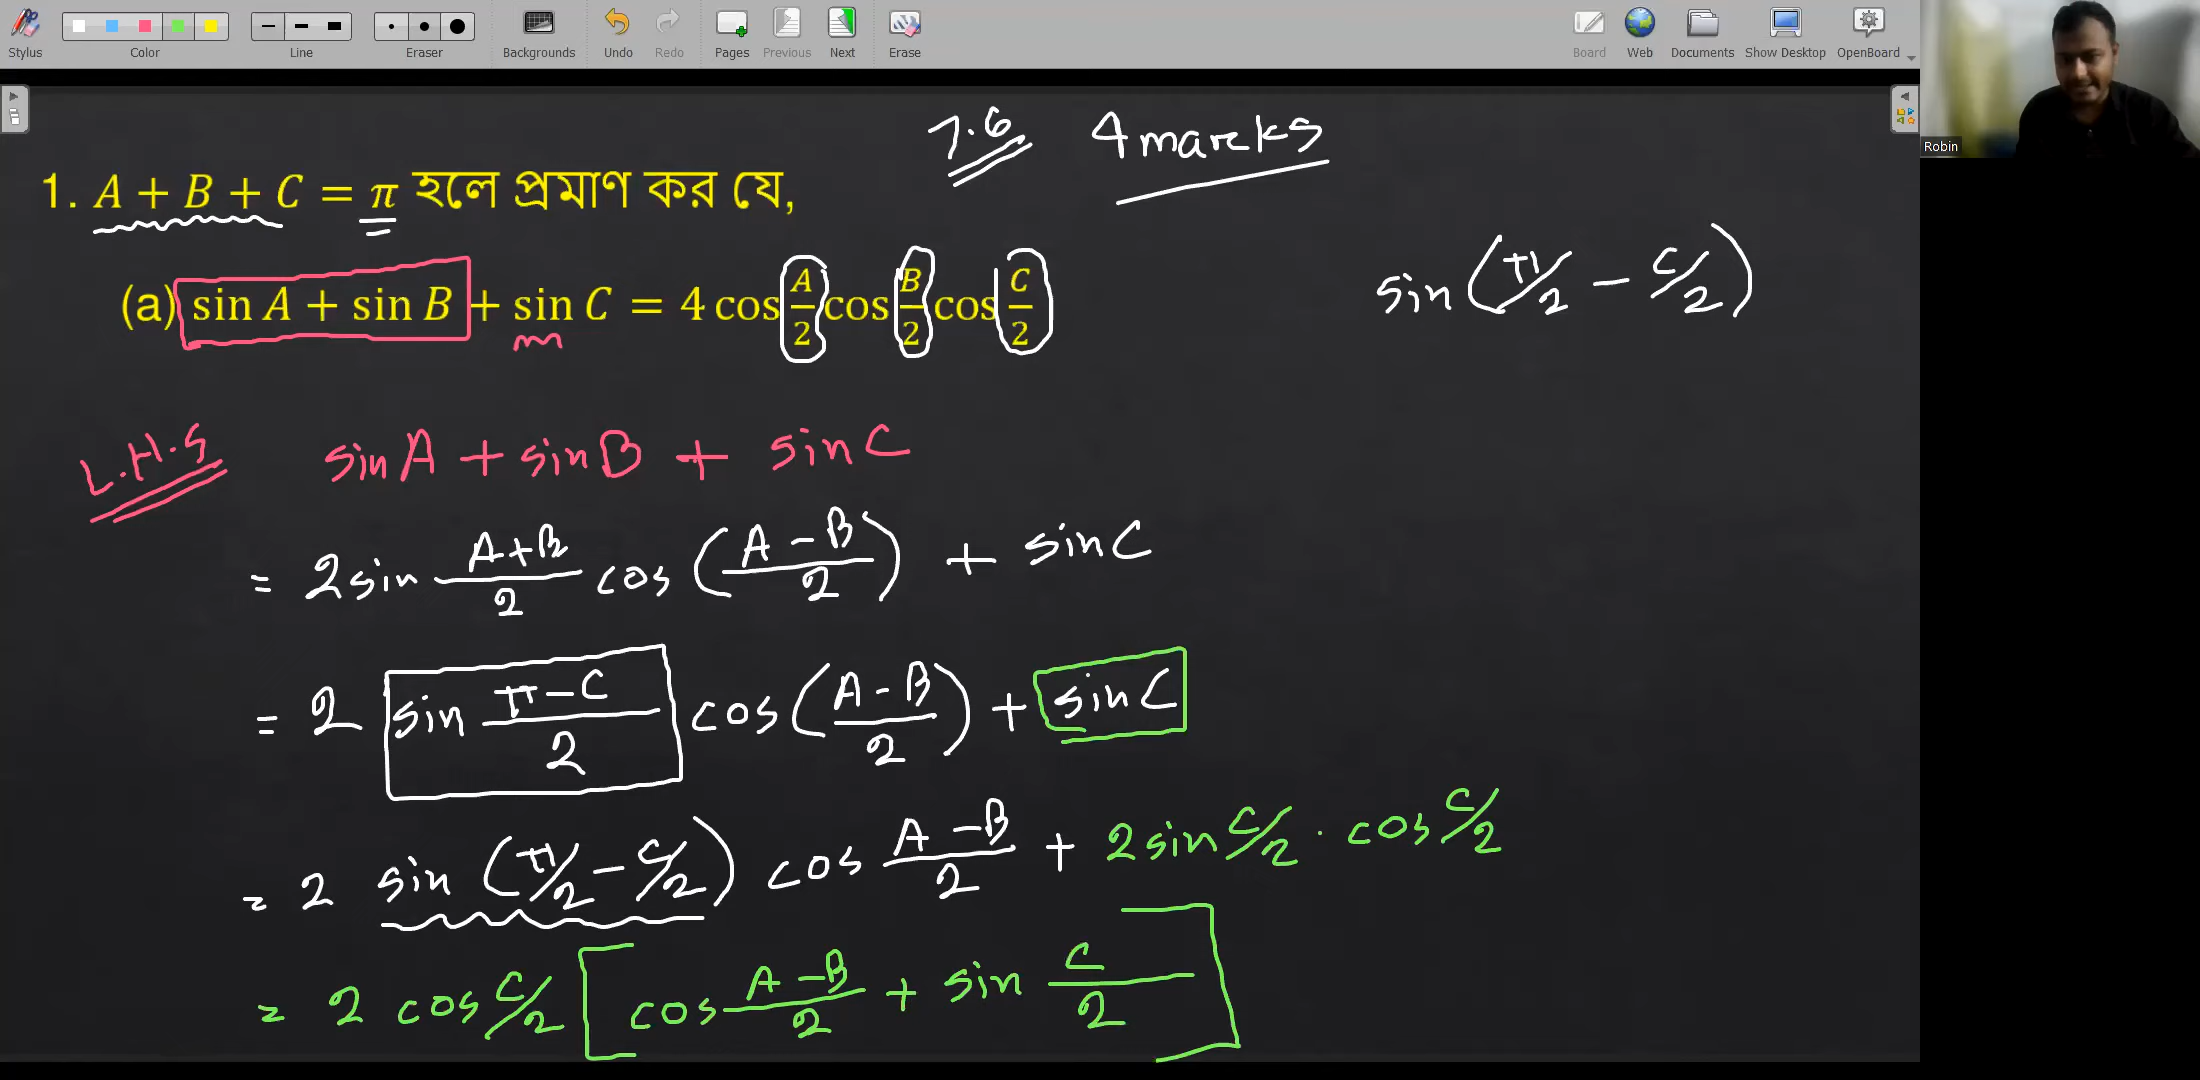 Stylus Color Line Eraser Backgrounds Undo Redo Pages Previous Next Erase Board Web Documents Show Desktop OpenBoard
Robin
7.6 4 mareks
1. A + B + C = π হলে প্রমাণ কর যে,
(a) sin A + sin B + sin C = 4 cos A/2 cos B/2 cos C/2
sin (π/2 − C/2)
L.H.S sin A + sin B + sin C
= 2 sin A+B/2 cos (A−B/2) + sin C
= 2 sin π−C/2 cos (A−B/2) + sin C
= 2 sin (π/2 − C/2) cos A−B/2 + 2 sin C/2 · cos C/2
= 2 cos C/2 [cos A−B/2 + sin C/2]